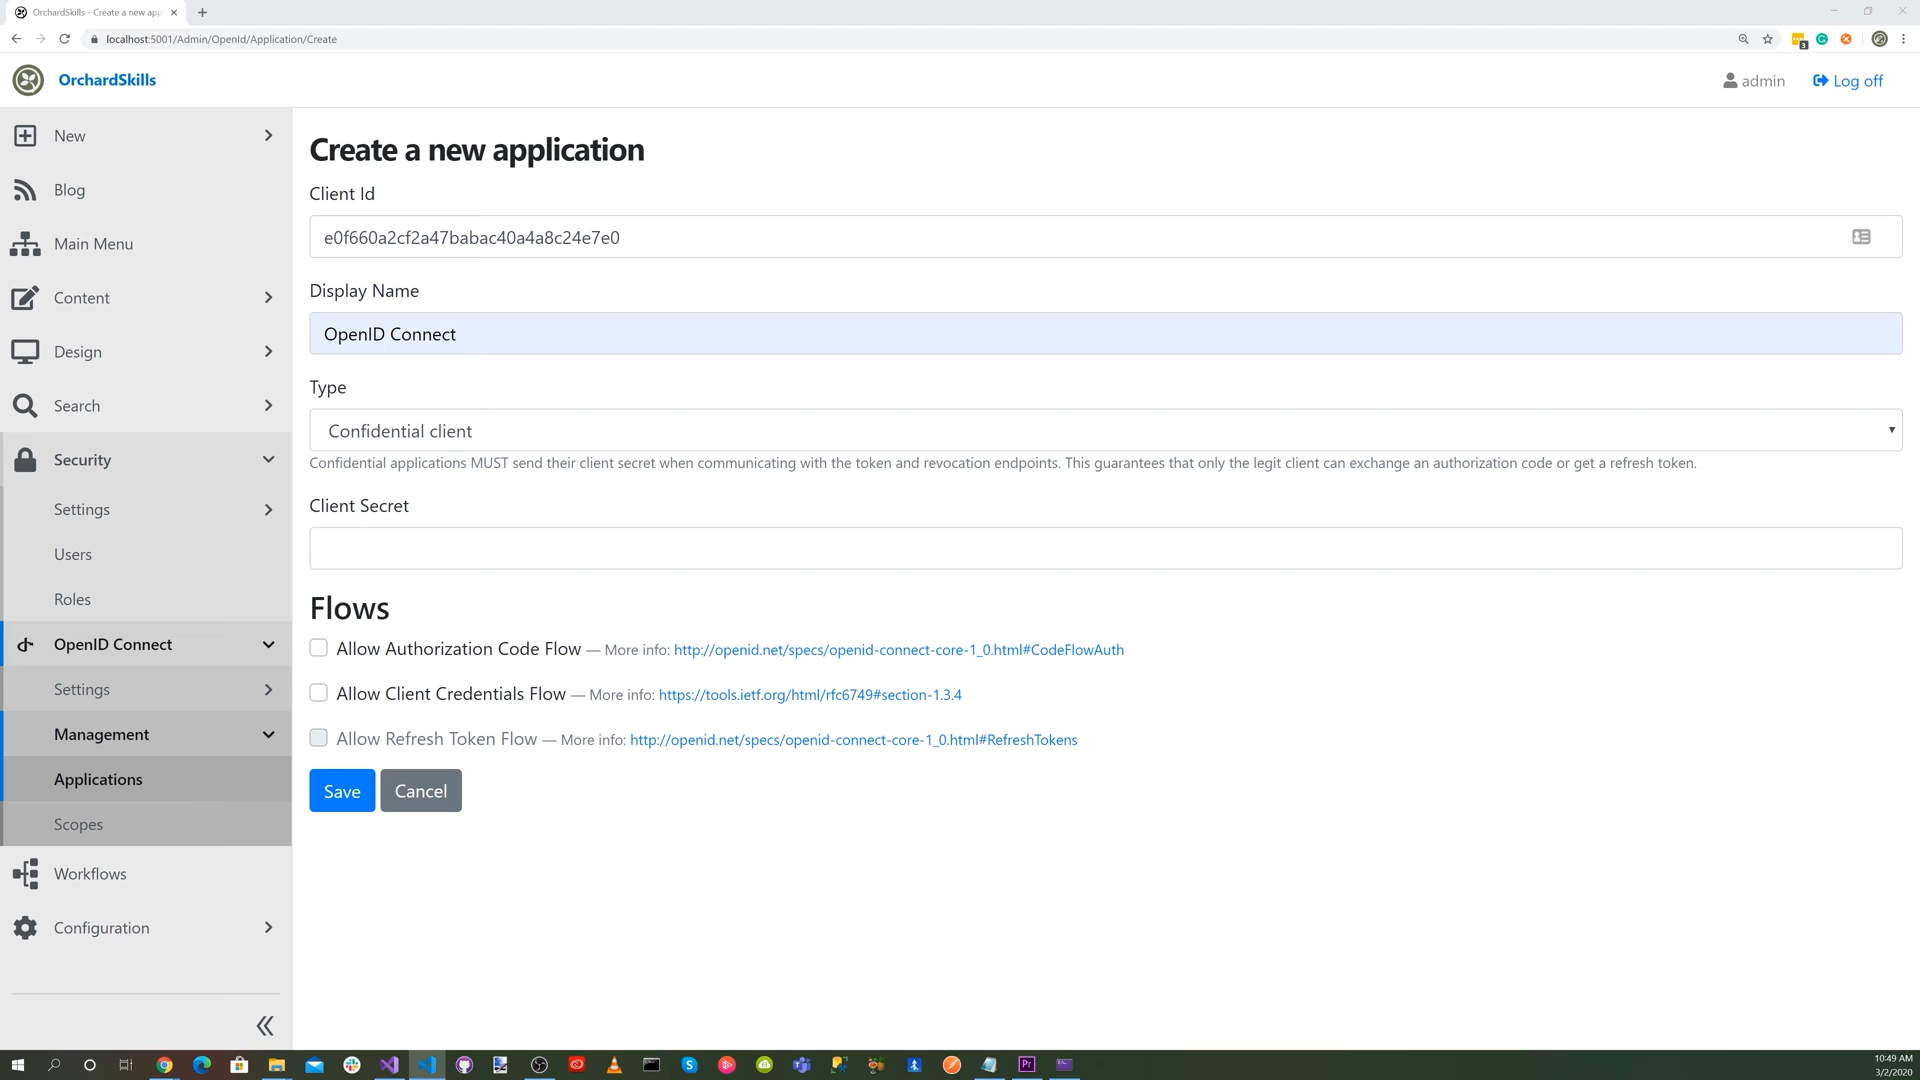 OrchardSkills - Create a new app
localhost:5001/Admin/OpenId/Application/Create
3
OrchardSkills
admin
Log off
New
Blog
Main Menu
Content
Design
Search
Security
Settings
Users
Roles
OpenID Connect
Settings
Management
Applications
Scopes
Workflows
Configuration
Create a new application
Client Id
e0f660a2cf2a47babac40a4a8c24e7e0
Display Name
OpenID Connect
Type
Confidential client
Confidential applications MUST send their client secret when communicating with the token and revocation endpoints. This guarantees that only the legit client can exchange an authorization code or get a refresh token.
Client Secret
Flows
Allow Authorization Code Flow — More info: http://openid.net/specs/openid-connect-core-1_0.html#CodeFlowAuth
Allow Client Credentials Flow — More info: https://tools.ietf.org/html/rfc6749#section-1.3.4
Allow Refresh Token Flow — More info: http://openid.net/specs/openid-connect-core-1_0.html#RefreshTokens
Save Cancel
Pr
10:49 AM
3/2/2020